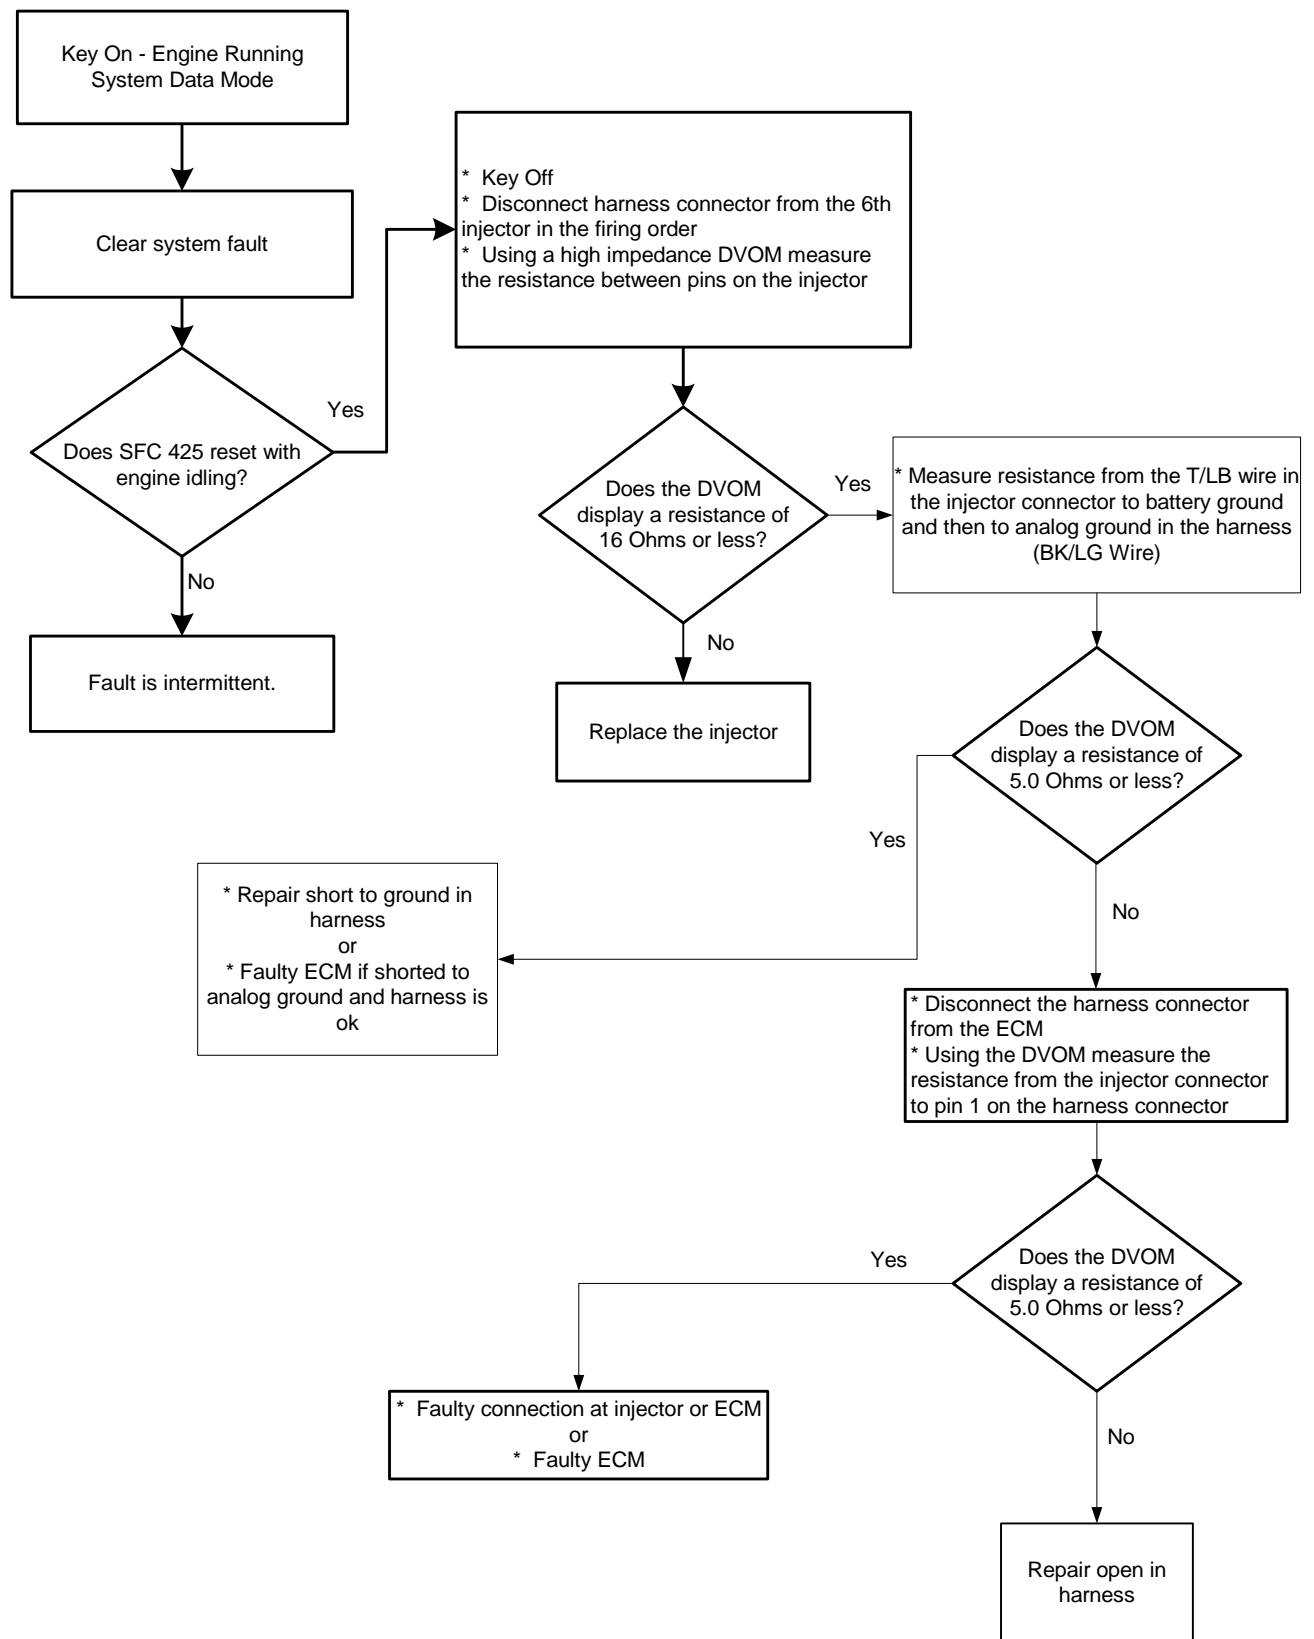 Key On - Engine Running
System Data Mode
Clear system fault
Does SFC 425 reset with
engine idling?
Yes
No
Fault is intermittent.
* Key Off
* Disconnect harness connector from the 6th
injector in the firing order
* Using a high impedance DVOM measure
the resistance between pins on the injector
Does the DVOM
display a resistance of
16 Ohms or less?
Yes
No
Replace the injector
* Measure resistance from the T/LB wire in
the injector connector to battery ground
and then to analog ground in the harness
(BK/LG Wire)
Does the DVOM
display a resistance of
5.0 Ohms or less?
Yes
No
* Repair short to ground in
harness
or
* Faulty ECM if shorted to
analog ground and harness is
ok
* Disconnect the harness connector
from the ECM
* Using the DVOM measure the
resistance from the injector connector
to pin 1 on the harness connector
Does the DVOM
display a resistance of
5.0 Ohms or less?
Yes
No
* Faulty connection at injector or ECM
or
* Faulty ECM
Repair open in
harness